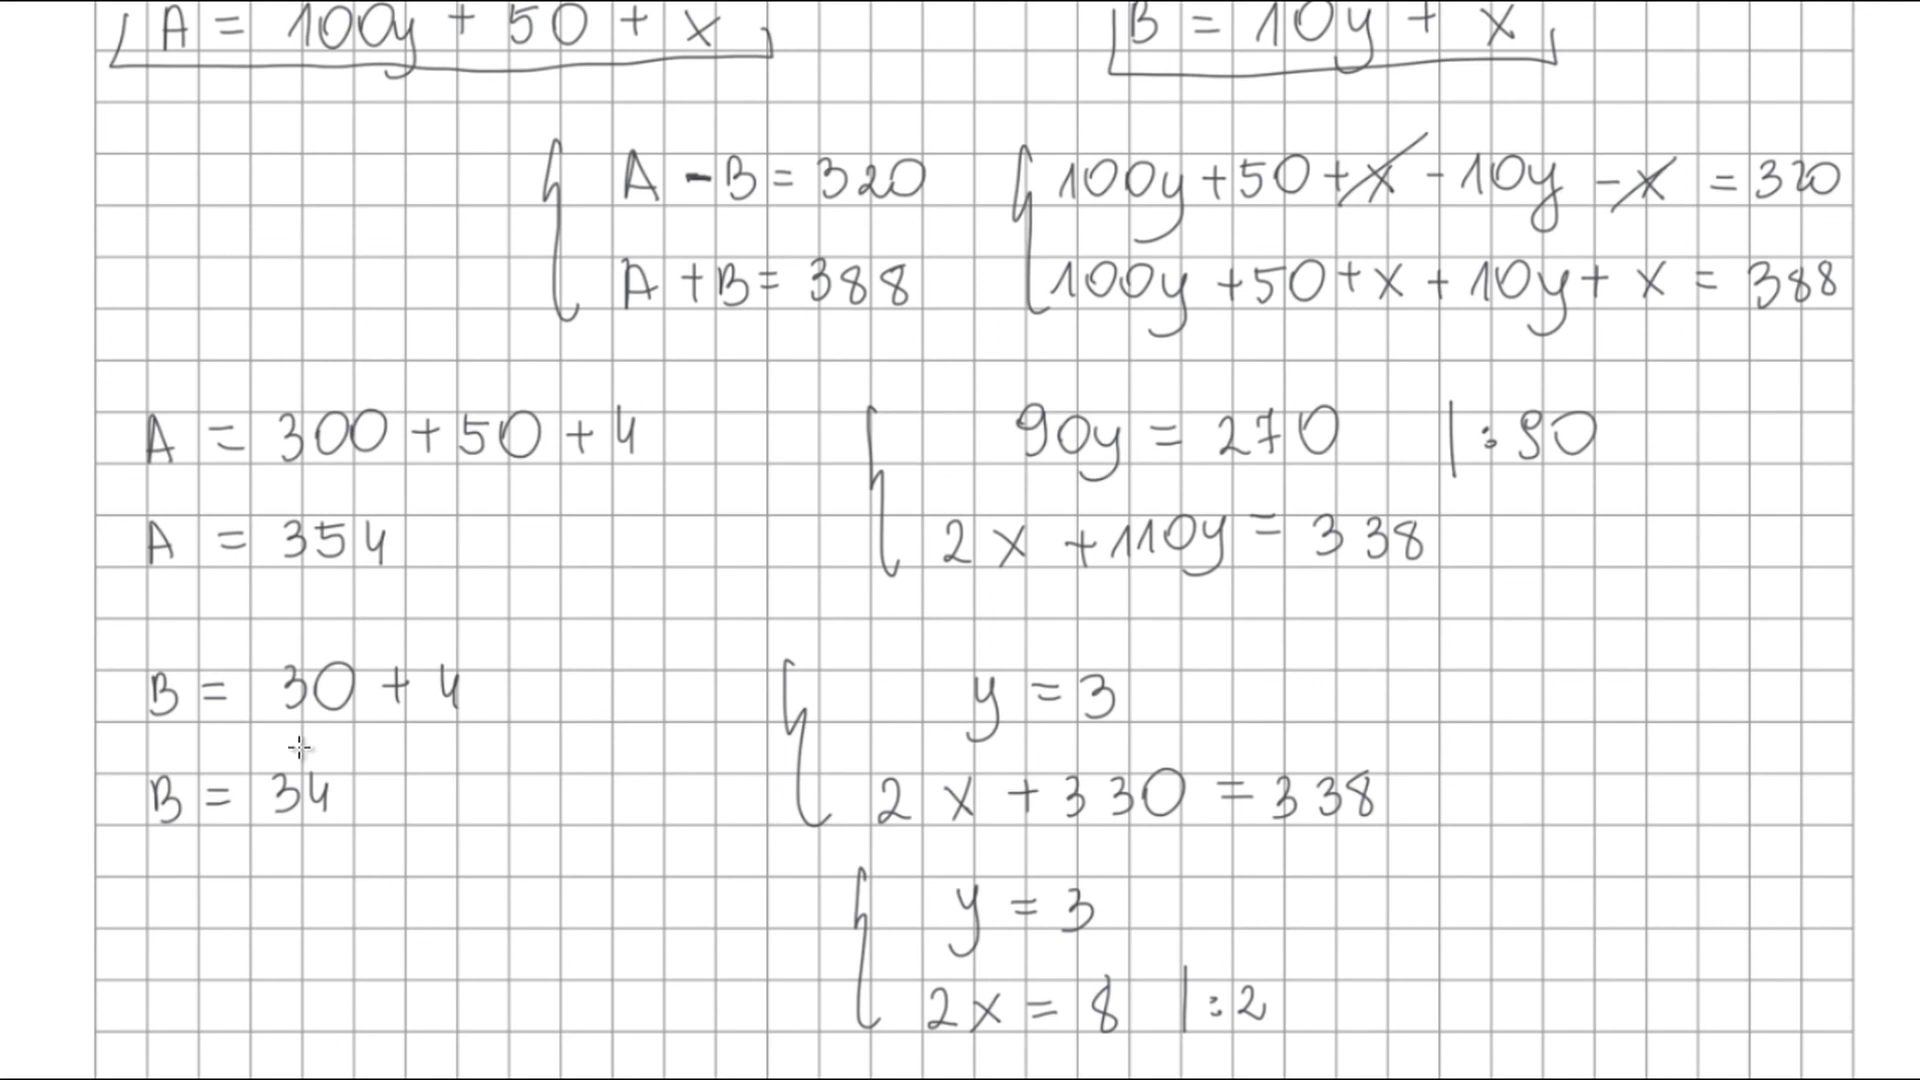 A = 100y + 50 + x B = 10y + x
A - B = 320 100y + 50 + x - 10y - x = 320
A + B = 388 100y + 50 + x + 10y + x = 388
A = 300 + 50 + 4 90y = 270 | : 90
A = 354 2x + 110y = 338
B = 30 + 4 y = 3
B = 34 2x + 330 = 338
y = 3
2x = 8 | : 2